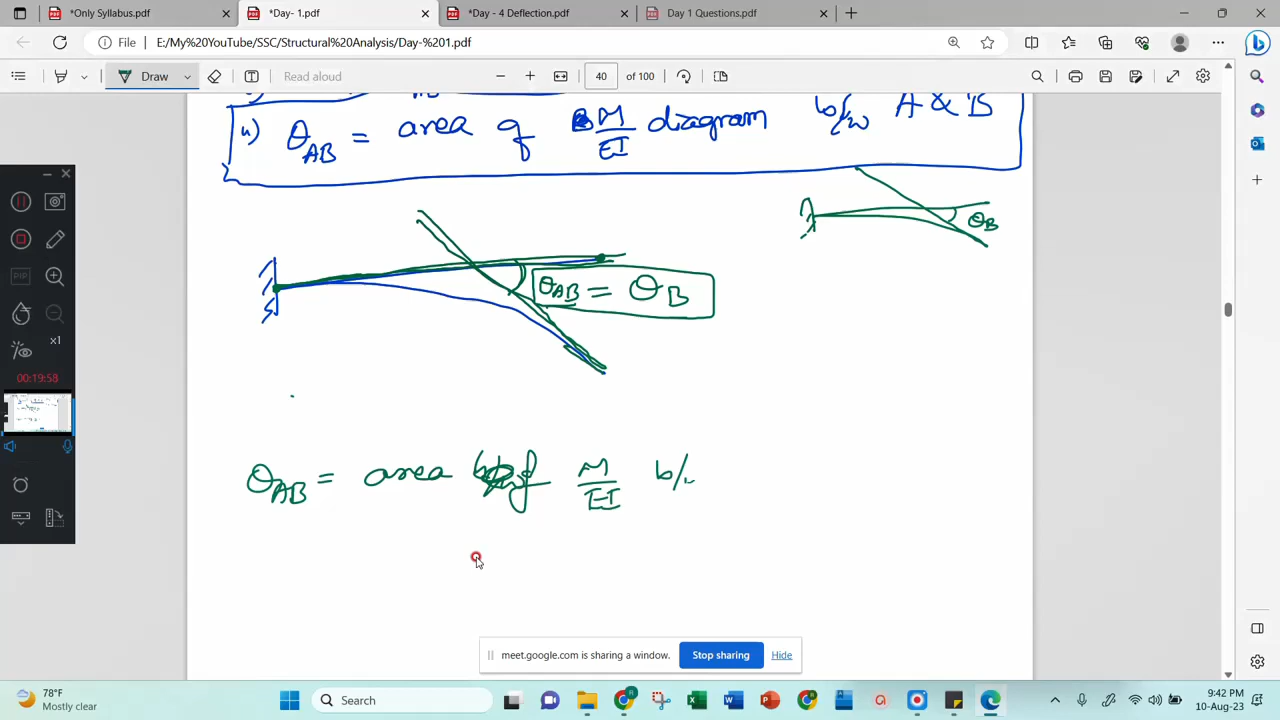 *Only Syllabus.pdf
*Day- 1.pdf
*Day - 4 Deflection.pdf
Day 1 Questions.pdf
File
E:/My%20YouTube/SSC/Structural%20Analysis/Day-%201.pdf
Draw
Read aloud
40
of 100
θAB = area of M/EI diagram b/w A & B
θB
θAB = θB
00:19:58
x1
PIP
θAB = area of M/EI b/
meet.google.com is sharing a window.
Stop sharing
Hide
78°F
Mostly clear
Search
9:42 PM
10-Aug-23